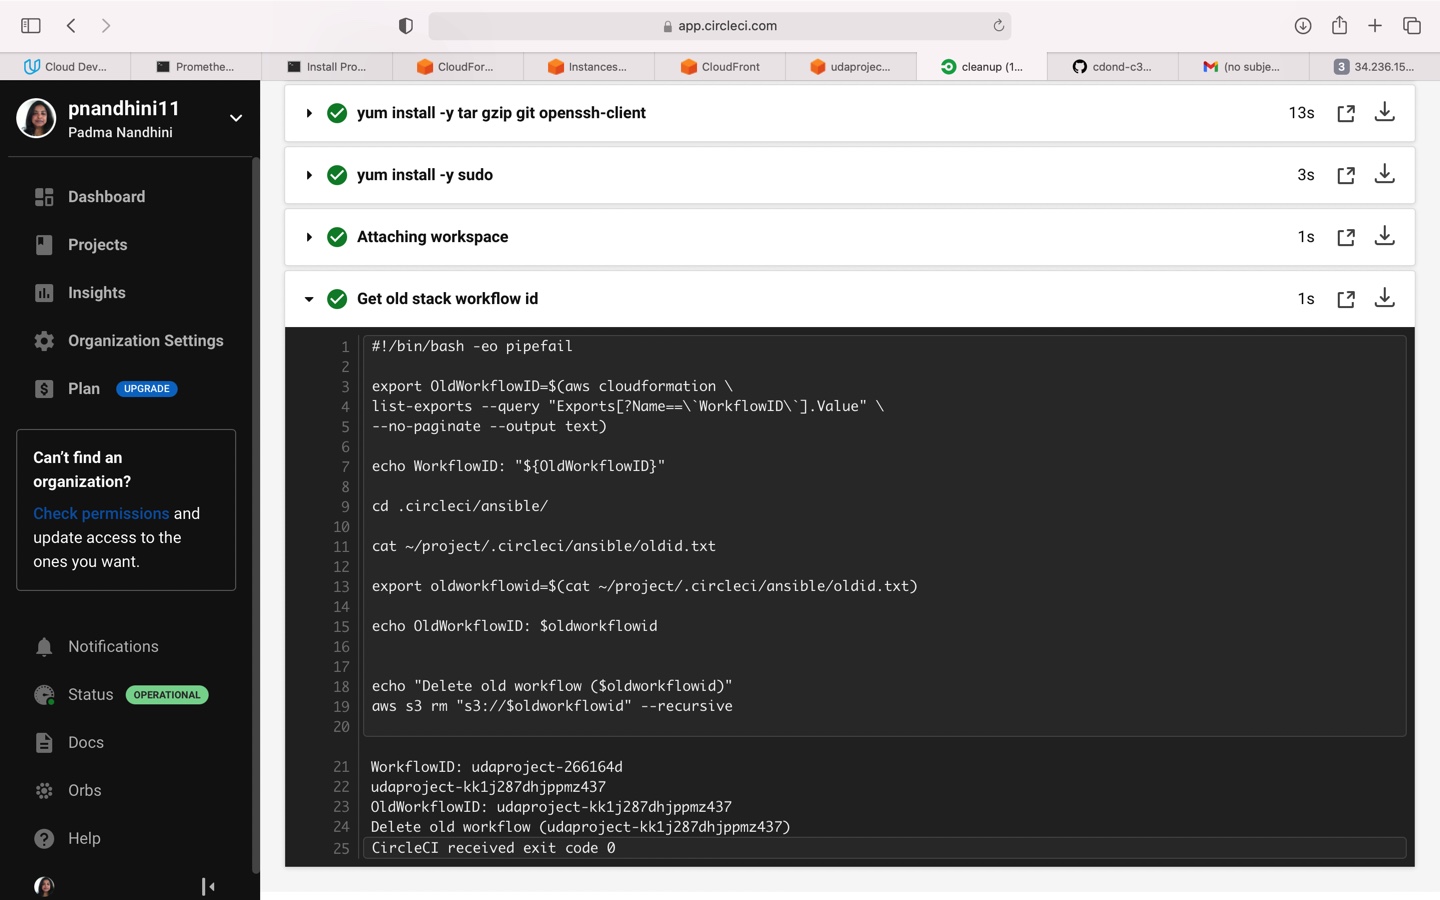 app.circleci.com
Cloud Dev...
Promethe...
Install Pro...
CloudFor...
Instances...
CloudFront
udaprojec...
cleanup (1...
cdond-c3...
(no subje...
3 34.236.15...
pnandhini11
Padma Nandhini
Dashboard
Projects
Insights
Organization Settings
Plan UPGRADE
Can't find an
organization?
Check permissions and
update access to the
ones you want.
Notifications
Status OPERATIONAL
Docs
Orbs
Help
yum install -y tar gzip git openssh-client 13s
yum install -y sudo 3s
Attaching workspace 1s
Get old stack workflow id 1s
1 #!/bin/bash -eo pipefail
2
3 export OldWorkflowID=$(aws cloudformation \
4 list-exports --query "Exports[?Name==\`WorkflowID\`].Value" \
5 --no-paginate --output text)
6
7 echo WorkflowID: "${OldWorkflowID}"
8
9 cd .circleci/ansible/
10
11 cat ~/project/.circleci/ansible/oldid.txt
12
13 export oldworkflowid=$(cat ~/project/.circleci/ansible/oldid.txt)
14
15 echo OldWorkflowID: $oldworkflowid
16
17
18 echo "Delete old workflow ($oldworkflowid)"
19 aws s3 rm "s3://$oldworkflowid" --recursive
20
21 WorkflowID: udaproject-266164d
22 udaproject-kk1j287dhjppmz437
23 OldWorkflowID: udaproject-kk1j287dhjppmz437
24 Delete old workflow (udaproject-kk1j287dhjppmz437)
25 CircleCI received exit code 0